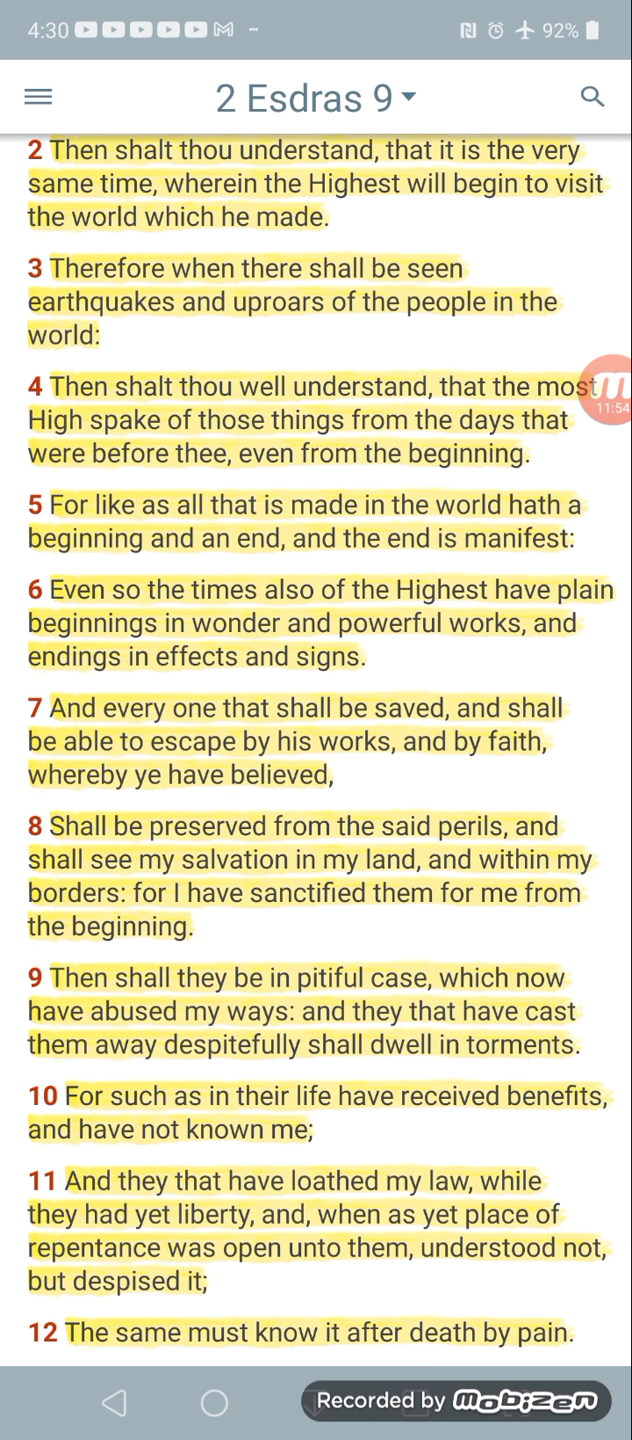 4:30
92%
2 Esdras 9
2 Then shalt thou understand, that it is the very
same time, wherein the Highest will begin to visit
the world which he made.
3 Therefore when there shall be seen
earthquakes and uproars of the people in the
world:
4 Then shalt thou well understand, that the most
11:54
High spake of those things from the days that
were before thee, even from the beginning.
5 For like as all that is made in the world hath a
beginning and an end, and the end is manifest:
6 Even so the times also of the Highest have plain
beginnings in wonder and powerful works, and
endings in effects and signs.
7 And every one that shall be saved, and shall
be able to escape by his works, and by faith,
whereby ye have believed,
8 Shall be preserved from the said perils, and
shall see my salvation in my land, and within my
borders: for I have sanctified them for me from
the beginning.
9 Then shall they be in pitiful case, which now
have abused my ways: and they that have cast
them away despitefully shall dwell in torments.
10 For such as in their life have received benefits,
and have not known me;
11 And they that have loathed my law, while
they had yet liberty, and, when as yet place of
repentance was open unto them, understood not,
but despised it;
12 The same must know it after death by pain.
Recorded by mobizen